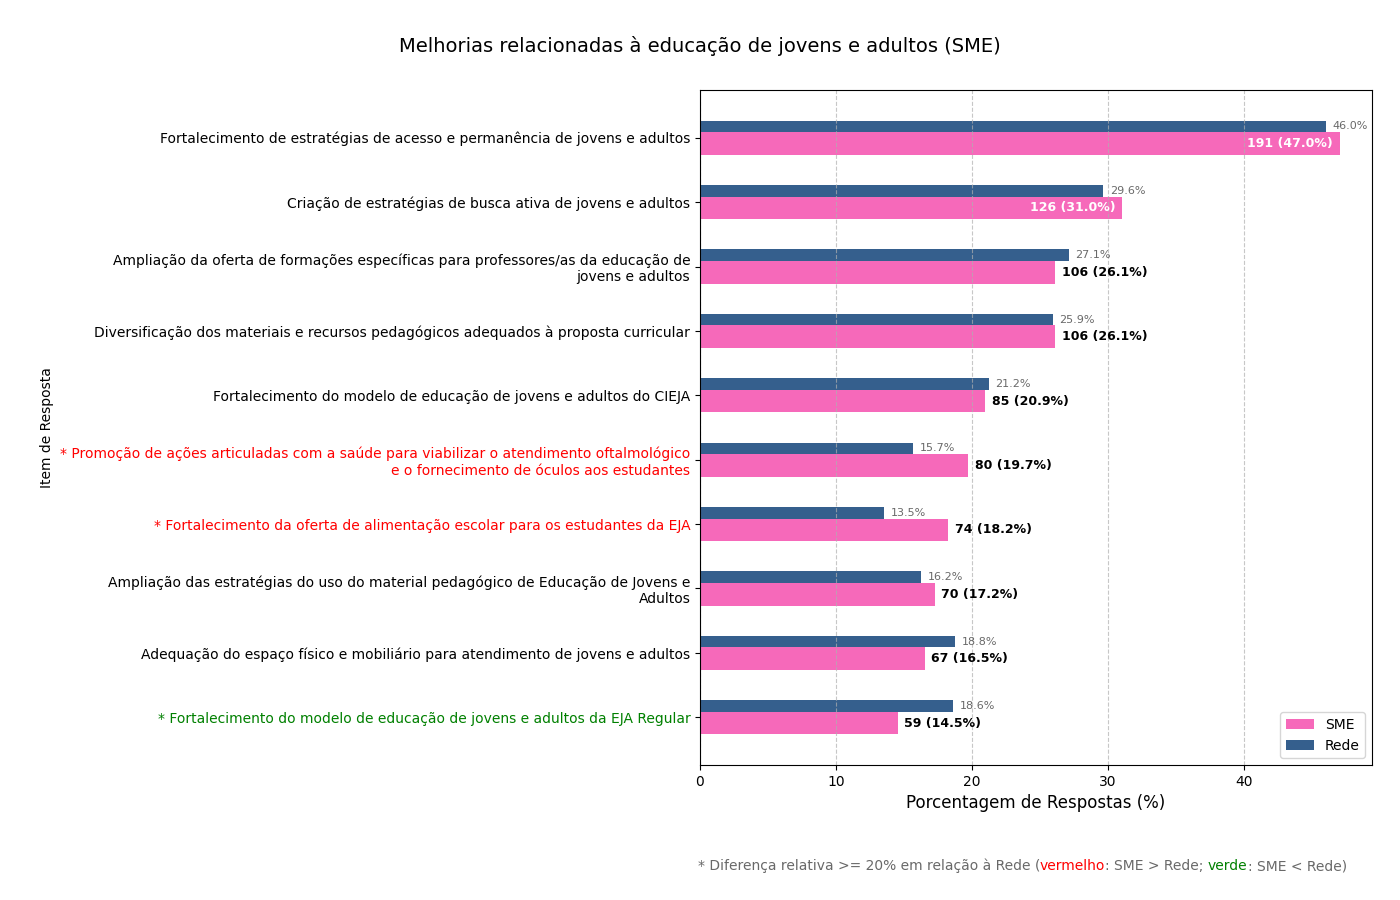 Melhorias relacionadas à educação de jovens e adultos (SME)
Item de Resposta
Fortalecimento de estratégias de acesso e permanência de jovens e adultos
46.0%
191 (47.0%)
Criação de estratégias de busca ativa de jovens e adultos
29.6%
126 (31.0%)
Ampliação da oferta de formações específicas para professores/as da educação de
jovens e adultos
27.1%
106 (26.1%)
Diversificação dos materiais e recursos pedagógicos adequados à proposta curricular
25.9%
106 (26.1%)
Fortalecimento do modelo de educação de jovens e adultos do CIEJA
21.2%
85 (20.9%)
* Promoção de ações articuladas com a saúde para viabilizar o atendimento oftalmológico
e o fornecimento de óculos aos estudantes
15.7%
80 (19.7%)
* Fortalecimento da oferta de alimentação escolar para os estudantes da EJA
13.5%
74 (18.2%)
Ampliação das estratégias do uso do material pedagógico de Educação de Jovens e
Adultos
16.2%
70 (17.2%)
Adequação do espaço físico e mobiliário para atendimento de jovens e adultos
18.8%
67 (16.5%)
* Fortalecimento do modelo de educação de jovens e adultos da EJA Regular
18.6%
59 (14.5%)
SME
Rede
0 10 20 30 40
Porcentagem de Respostas (%)
* Diferença relativa >= 20% em relação à Rede (vermelho: SME > Rede; verde: SME < Rede)